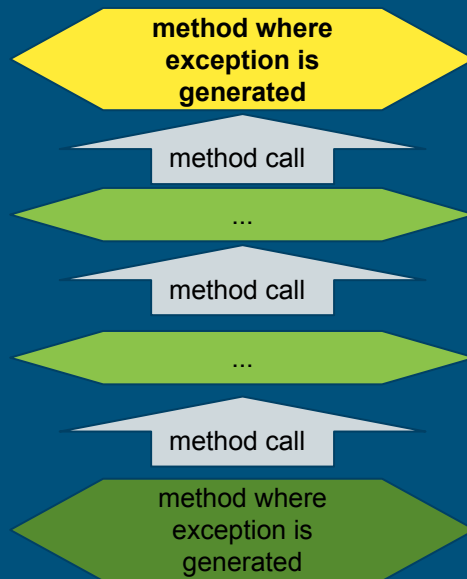 method where
exception is
generated
method call
...
method call
...
method call
method where
exception is
generated